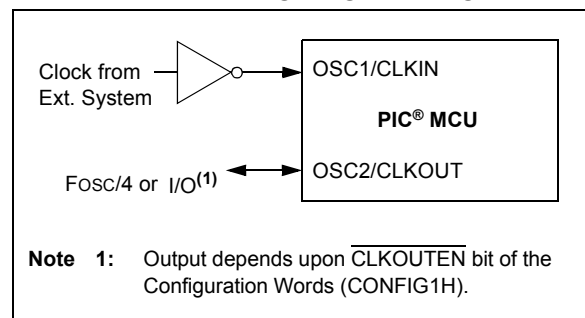 Clock from
Ext. System
OSC1/CLKIN
PIC® MCU
FOSC/4 or I/O(1)
OSC2/CLKOUT
Note 1: Output depends upon CLKOUTEN bit of the
Configuration Words (CONFIG1H).